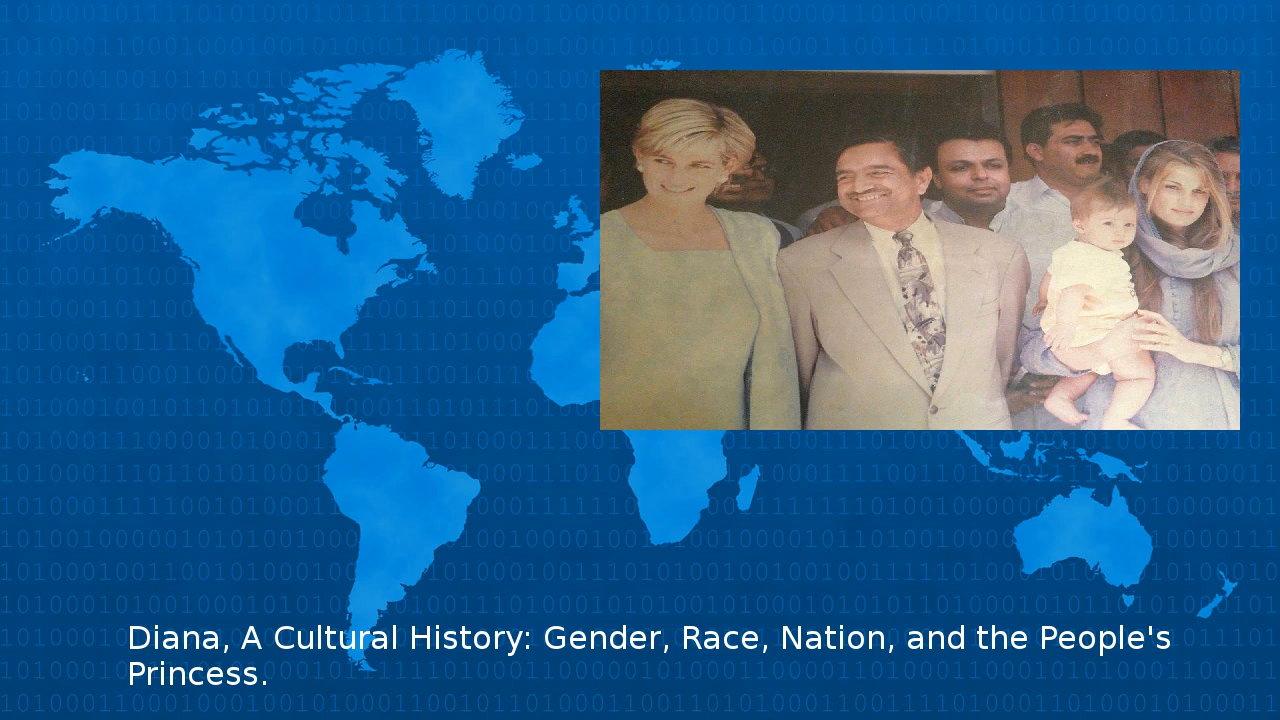 Diana, A Cultural History: Gender, Race, Nation, and the People's
Princess.